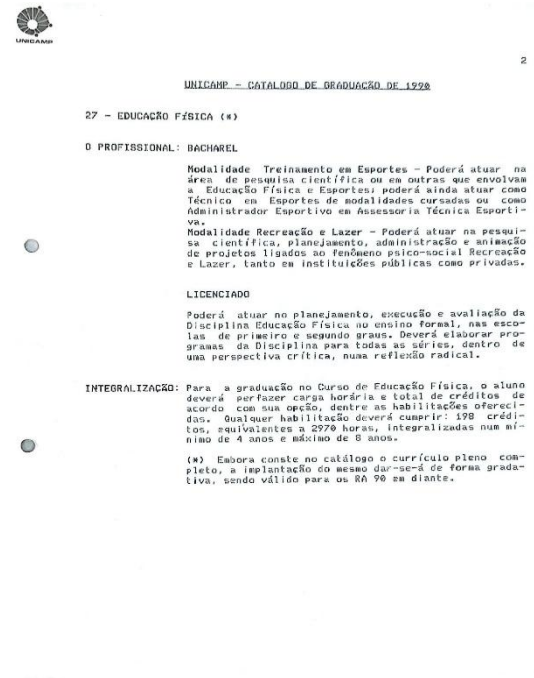 UNICAMP
2
UNICAMP - CATALOGO DE GRADUAÇÃO DE 1990
27 - EDUCAÇÃO FÍSICA (*)
O PROFISSIONAL: BACHAREL
Modalidade Treinamento em Esportes - Poderá atuar na
área de pesquisa científica ou em outras que envolvam
a Educação Física e Esportes; poderá ainda atuar como
Técnico em Esportes de modalidades cursadas ou como
Administrador Esportivo em Assessoria Técnica Esporti-
va.
Modalidade Recreação e Lazer - Poderá atuar na pesqui-
sa científica, planejamento, administração e animação
de projetos ligados ao fenômeno psico-social Recreação
e Lazer, tanto em instituições públicas como privadas.
LICENCIADO
Poderá atuar no planejamento, execução e avaliação da
Disciplina Educação Física no ensino formal, nas esco-
las de primeiro e segundo graus. Deverá elaborar pro-
gramas da Disciplina para todas as séries, dentro de
uma perspectiva crítica, numa reflexão radical.
INTEGRALIZAÇÃO: Para a graduação no Curso de Educação Física, o aluno
deverá perfazer carga horária e total de créditos de
acordo com sua opção, dentre as habilitações ofereci-
das. Qualquer habilitação deverá cumprir: 198 crédi-
tos, equivalentes a 2970 horas, integralizadas num mí-
nimo de 4 anos e máximo de 8 anos.
(*) Embora conste no catálogo o currículo pleno com-
pleto, a implantação do mesmo dar-se-á de forma grada-
tiva, sendo válido para os RA 90 em diante.